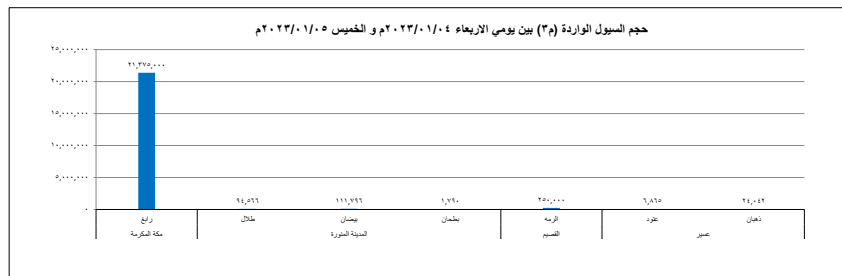 حجم السيول الواردة (م٣) بين يومي الاربعاء ٢٠٢٣/٠١/٠٤م و الخميس ٢٠٢٣/٠١/٠٥م
٢٥,٠٠٠,٠٠٠
٢٠,٠٠٠,٠٠٠
١٥,٠٠٠,٠٠٠
١٠,٠٠٠,٠٠٠
٥,٠٠٠,٠٠٠
٠
٢١,٣٧٥,٠٠٠ ٩٤,٥٦٦ ١١١,٧٩٦ ١,٧٩٠ ٢٥٠,٠٠٠ ٦,٨٦٥ ٢٤,٠٤٢
رابغ طلال بيضان بطحان الرمه عتود ذهبان
مكة المكرمة المدينة المنورة القصيم عسير